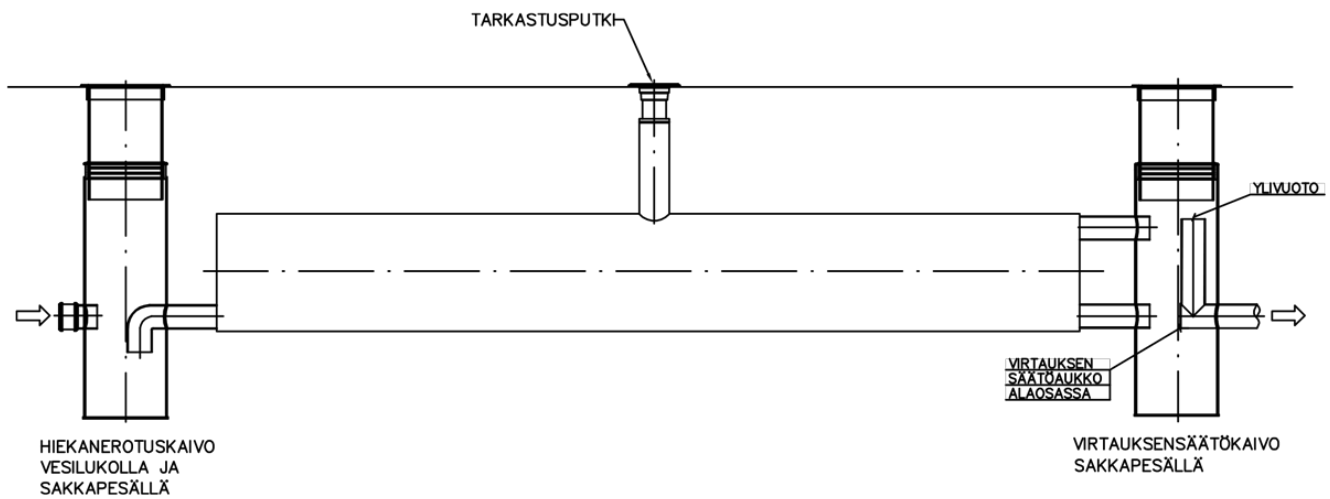 TARKASTUSPUTKI
YLIVUOTO
VIRTAUKSEN
SÄÄTÖAUKKO
ALAOSASSA
HIEKANEROTUSKAIVO
VESILUKOLLA JA
SAKKAPESÄLLÄ
VIRTAUKSENSÄÄTÖKAIVO
SAKKAPESÄLLÄ